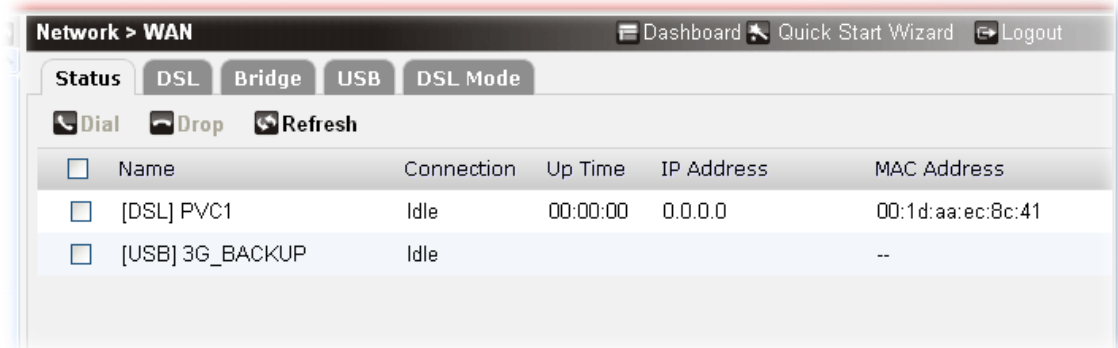 Network > WAN Dashboard Quick Start Wizard Logout
Status DSL Bridge USB DSL Mode
Dial Drop Refresh
Name Connection Up Time IP Address MAC Address
[DSL] PVC1 Idle 00:00:00 0.0.0.0 00:1d:aa:ec:8c:41
[USB] 3G_BACKUP Idle --